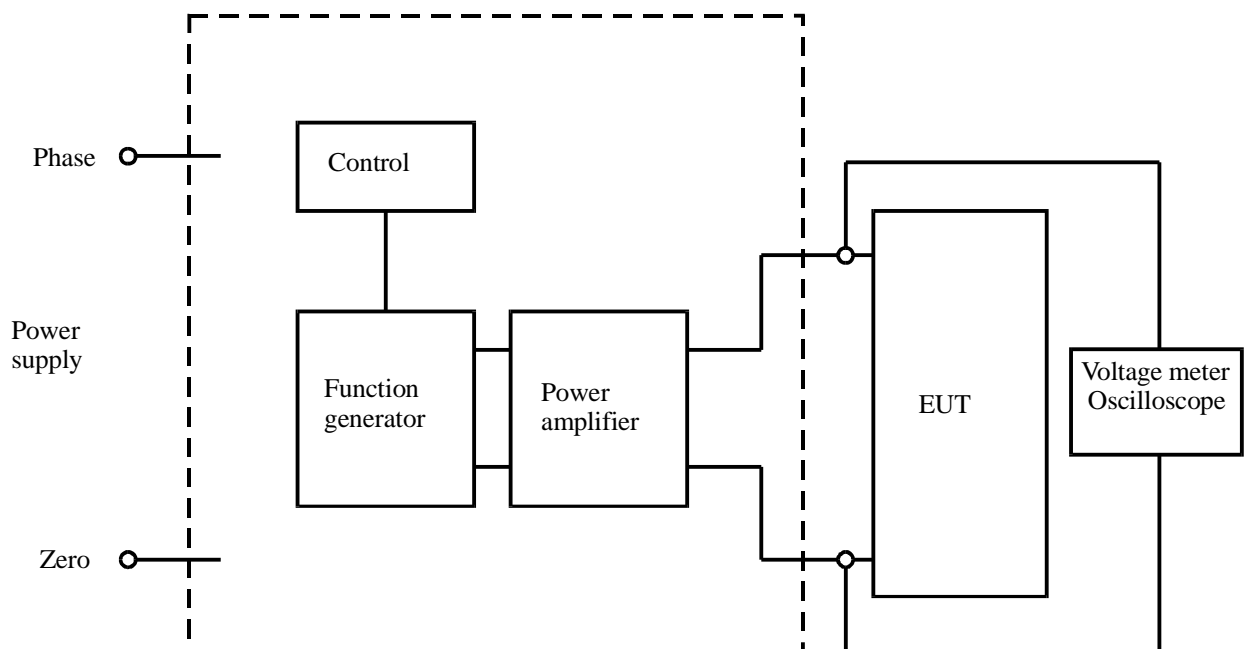 Phase
Control
Power
supply
Function
generator
Power
amplifier
EUT
Voltage meter
Oscilloscope
Zero